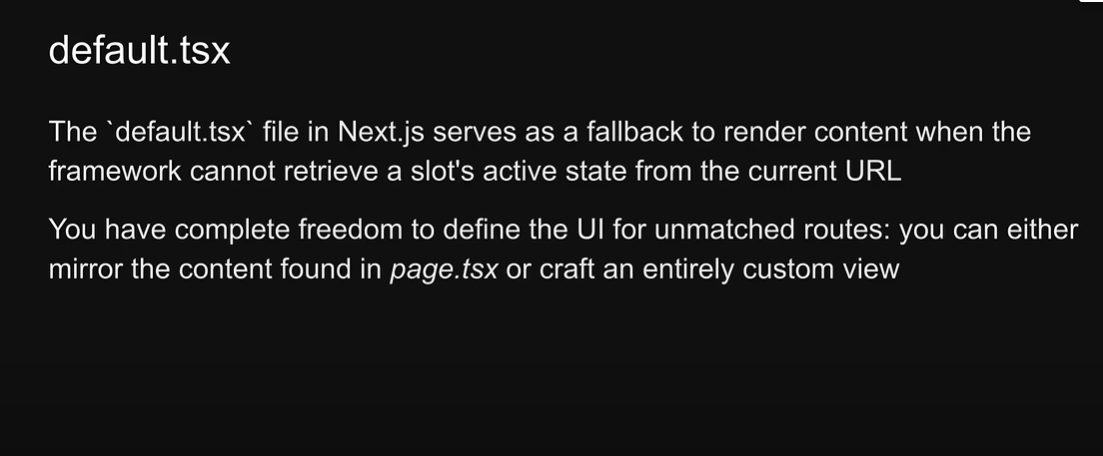 default.tsx
The `default.tsx` file in Next.js serves as a fallback to render content when the
framework cannot retrieve a slot's active state from the current URL
You have complete freedom to define the UI for unmatched routes: you can either
mirror the content found in page.tsx or craft an entirely custom view